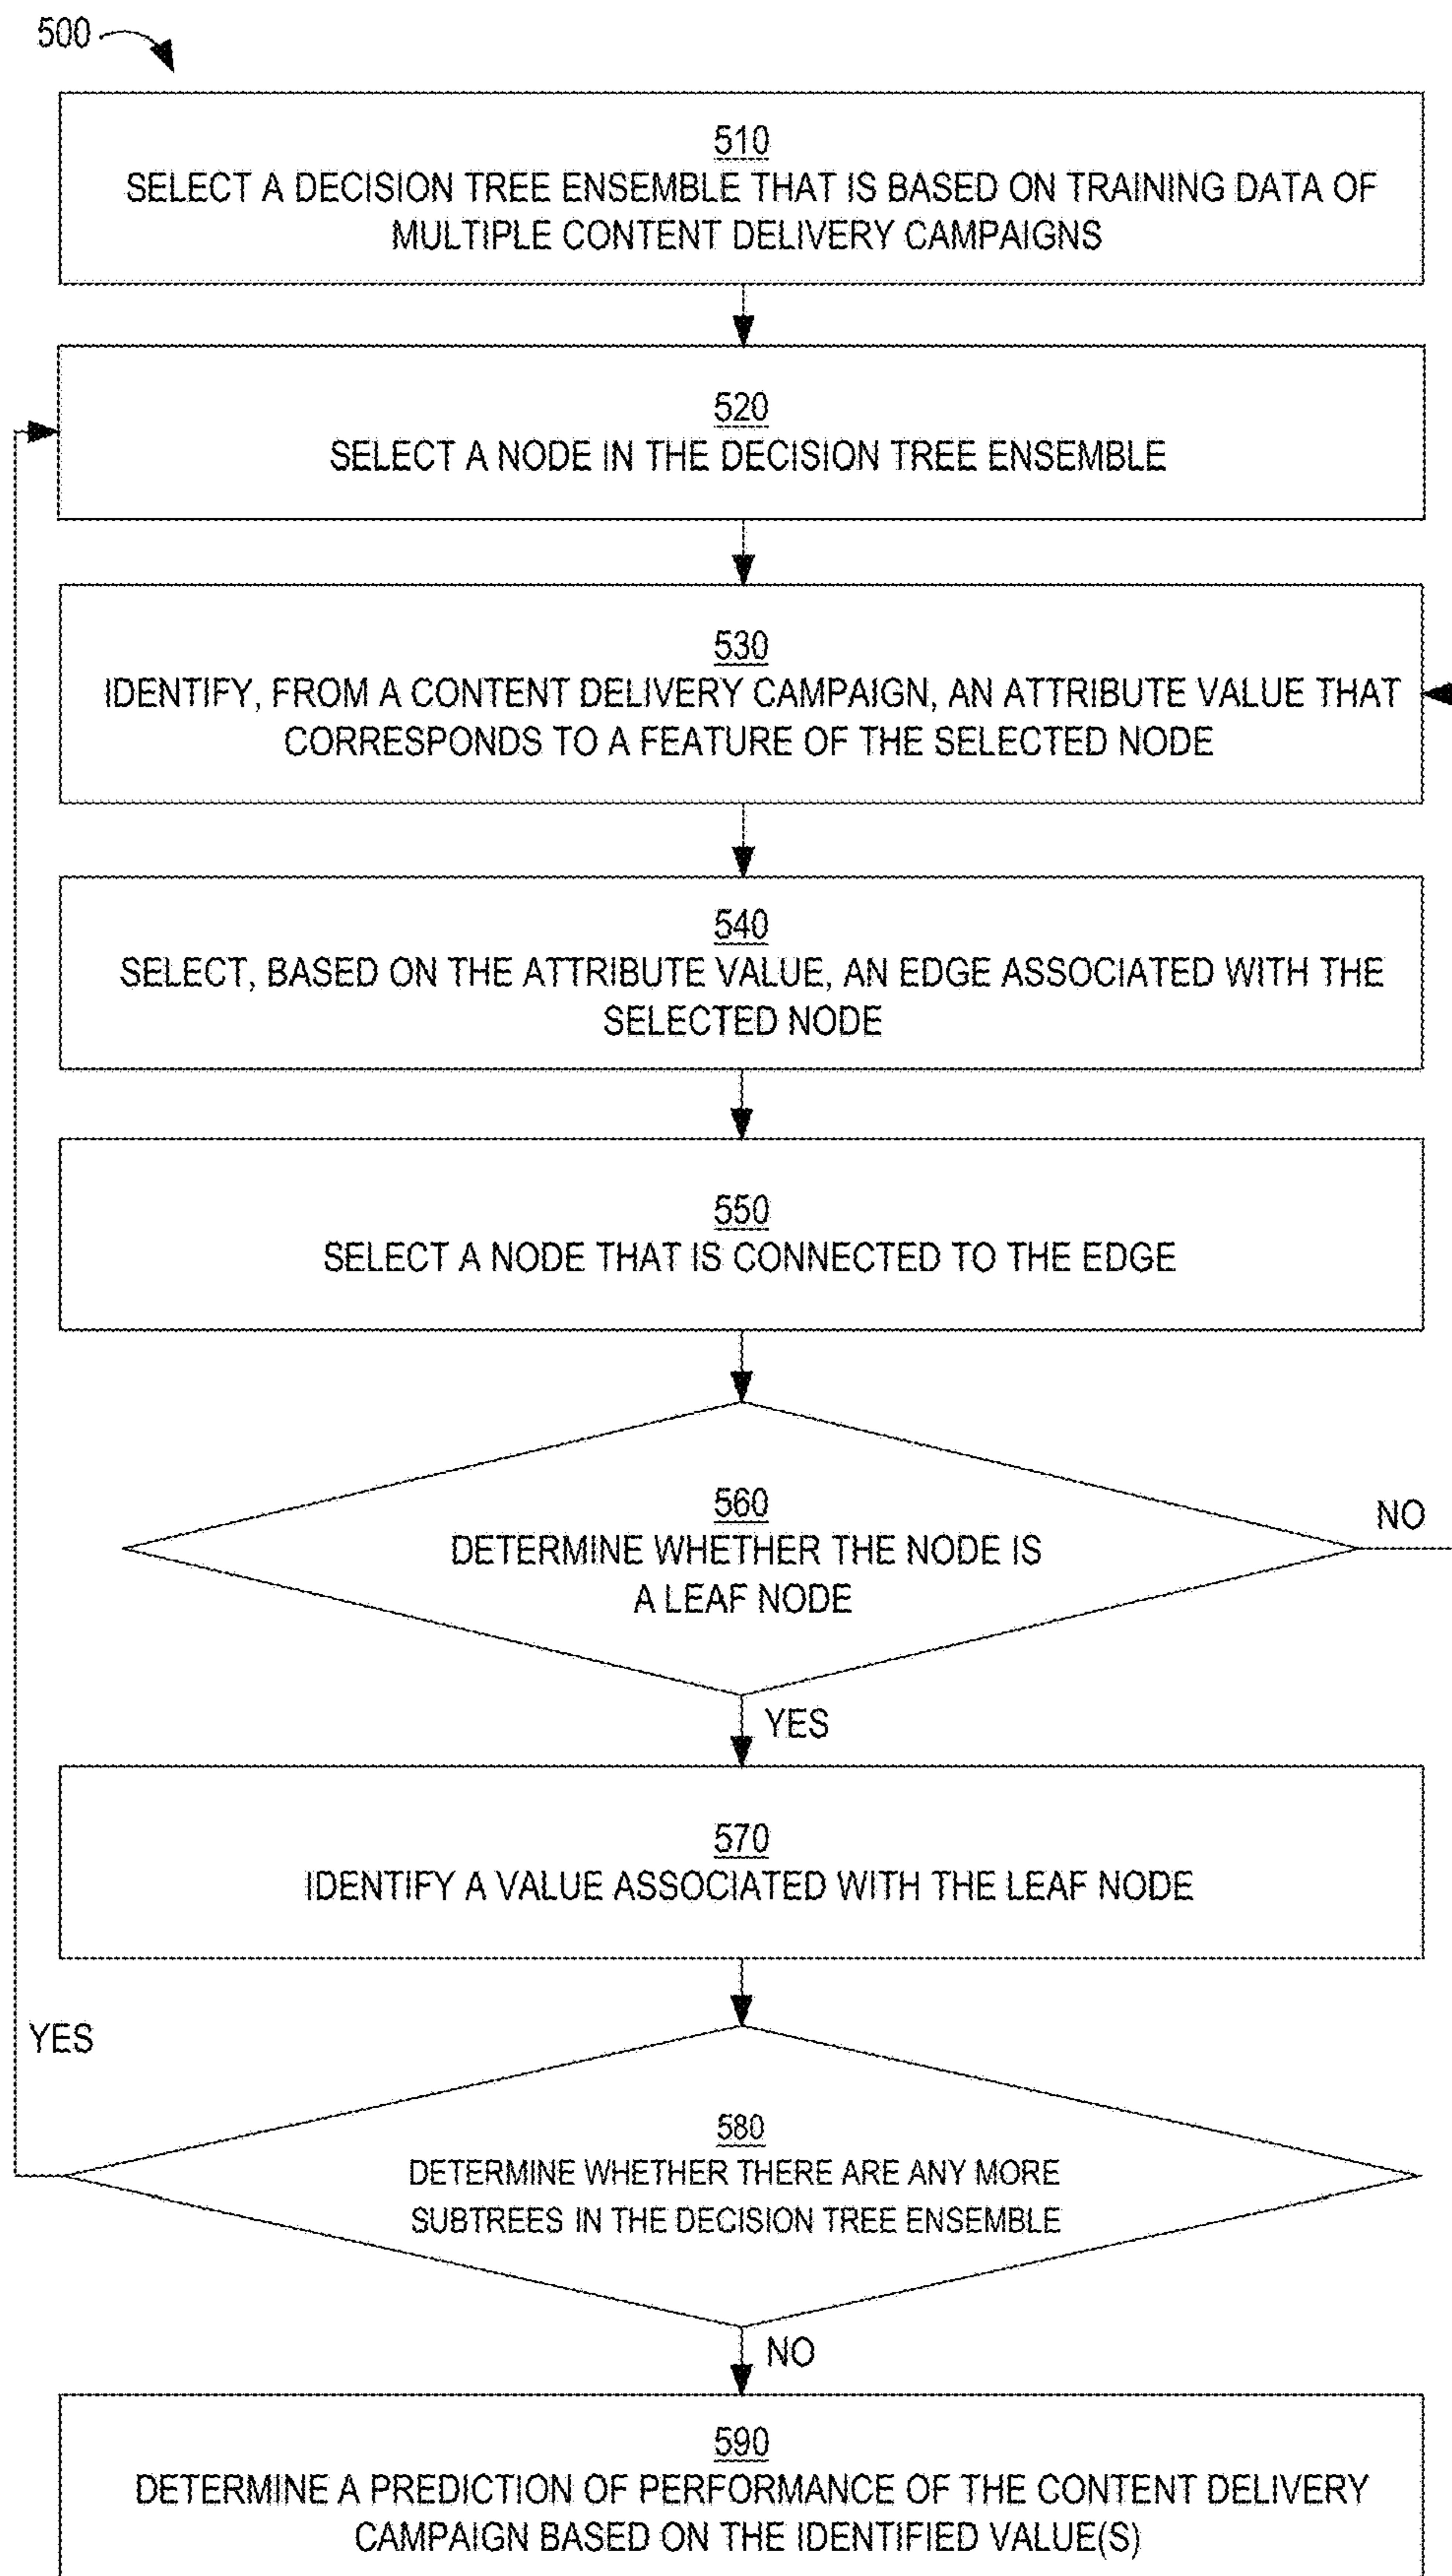 500
510
SELECT A DECISION TREE ENSEMBLE THAT IS BASED ON TRAINING DATA OF
MULTIPLE CONTENT DELIVERY CAMPAIGNS
520
SELECT A NODE IN THE DECISION TREE ENSEMBLE
530
IDENTIFY, FROM A CONTENT DELIVERY CAMPAIGN, AN ATTRIBUTE VALUE THAT
CORRESPONDS TO A FEATURE OF THE SELECTED NODE
540
SELECT, BASED ON THE ATTRIBUTE VALUE, AN EDGE ASSOCIATED WITH THE
SELECTED NODE
550
SELECT A NODE THAT IS CONNECTED TO THE EDGE
560
DETERMINE WHETHER THE NODE IS
A LEAF NODE
NO
YES
570
IDENTIFY A VALUE ASSOCIATED WITH THE LEAF NODE
YES
580
DETERMINE WHETHER THERE ARE ANY MORE
SUBTREES IN THE DECISION TREE ENSEMBLE
NO
590
DETERMINE A PREDICTION OF PERFORMANCE OF THE CONTENT DELIVERY
CAMPAIGN BASED ON THE IDENTIFIED VALUE(S)